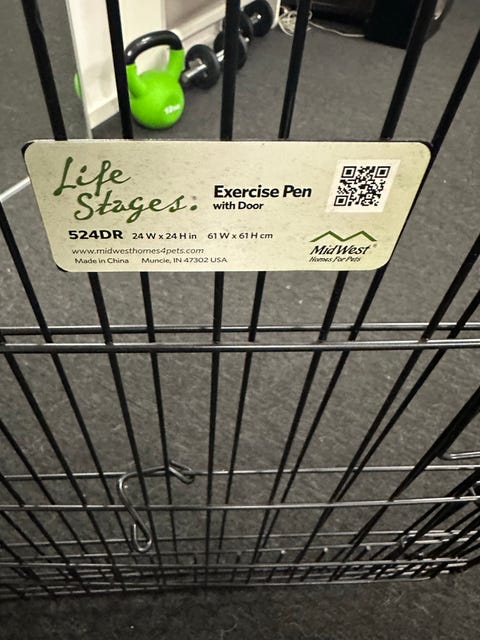 Life
Stages®
Exercise Pen
with Door
524DR 24 W x 24 H in 61 W x 61 H cm
www.midwesthomes4pets.com
Made in China Muncie, IN 47302 USA
MidWest®
Homes For Pets